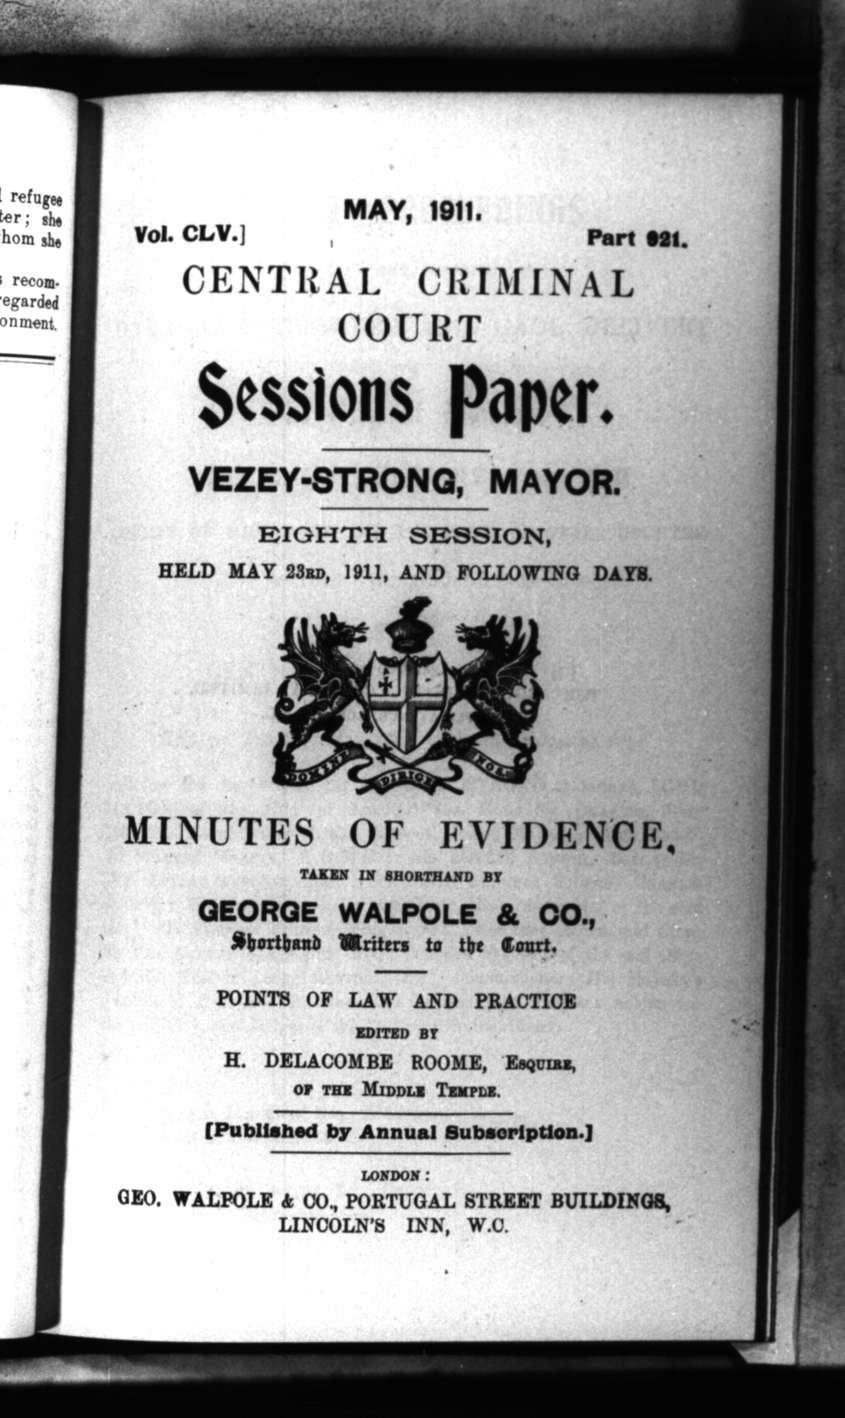 refugee
ter; she
hom she
recom-
egarded
onment.
MAY, 1911.
Vol. CLV.]
Part 921.
CENTRAL CRIMINAL
COURT
Sessions Paper.
VEZEY-STRONG, MAYOR.
EIGHTH SESSION,
HELD MAY 23RD, 1911, AND FOLLOWING DAYS.
DOMINE DIRIGE NOS.
MINUTES OF EVIDENCE,
TAKEN IN SHORTHAND BY
GEORGE WALPOLE & CO.,
Shorthand Writers to the Court.
POINTS OF LAW AND PRACTICE
EDITED BY
H. DELACOMBE ROOME, ESQUIRE,
OF THE MIDDLE TEMPLE.
[Published by Annual Subscription.]
LONDON:
GEO. WALPOLE & CO., PORTUGAL STREET BUILDINGS,
LINCOLN'S INN, W.C.